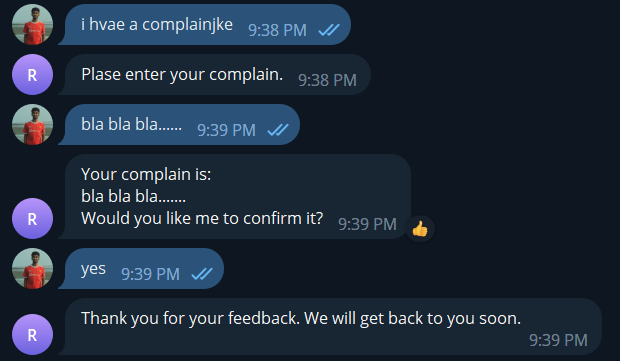 i hvae a complainjke 9:38 PM
R
Plase enter your complain. 9:38 PM
bla bla bla...... 9:39 PM
Your complain is:
bla bla bla.......
Would you like me to confirm it? 9:39 PM
R
yes 9:39 PM
Thank you for your feedback. We will get back to you soon.
R
9:39 PM